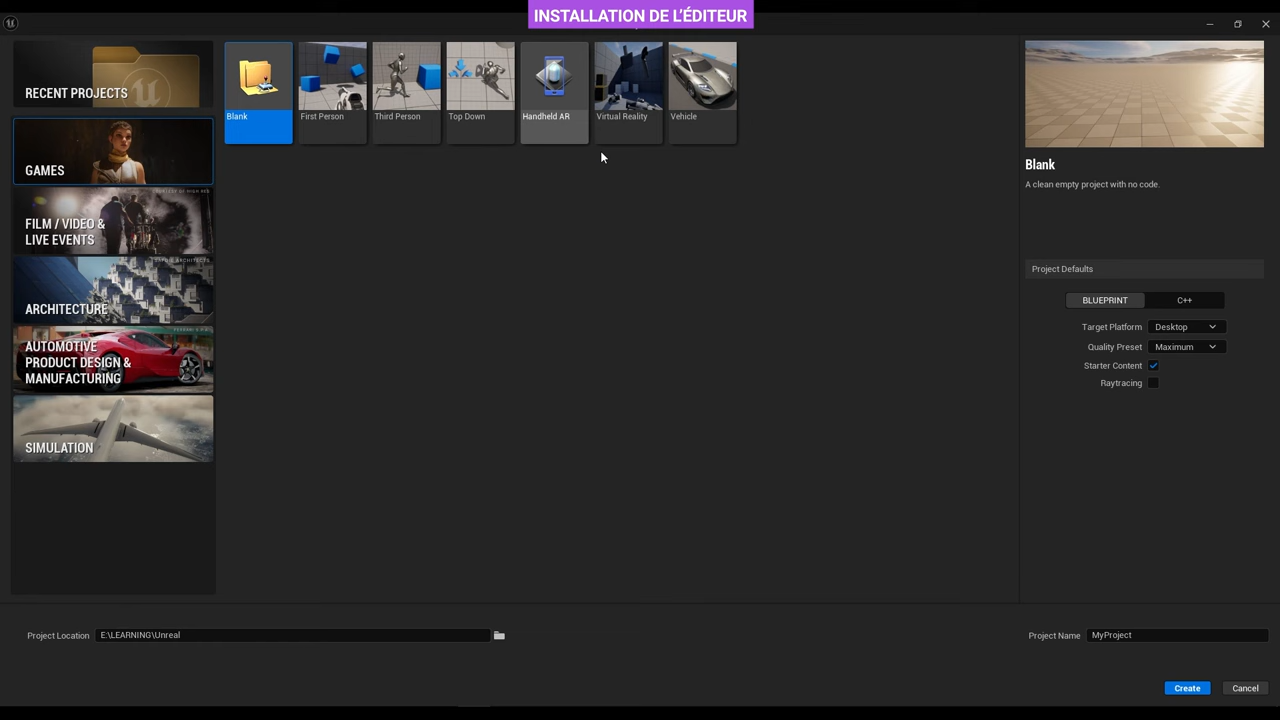 INSTALLATION DE L'ÉDITEUR
RECENT PROJECTS
GAMES
FILM / VIDEO &
LIVE EVENTS
ARCHITECTURE
AUTOMOTIVE
PRODUCT DESIGN &
MANUFACTURING
SIMULATION
Blank
First Person
Third Person
Top Down
Handheld AR
Virtual Reality
Vehicle
Blank
A clean empty project with no code.
Project Defaults
BLUEPRINT
C++
Target Platform
Desktop
Quality Preset
Maximum
Starter Content
Raytracing
Project Location
E:\LEARNING\Unreal
Project Name
MyProject
Create
Cancel